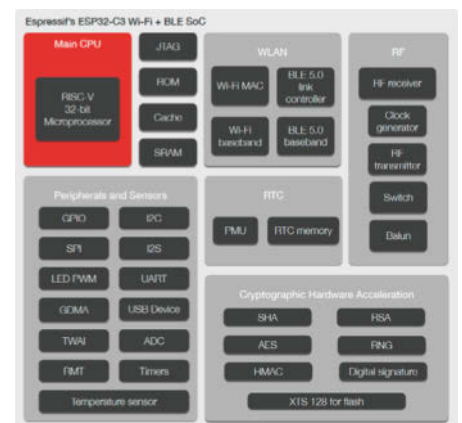 Espressif's ESP32-C3 Wi-Fi + BLE SoC
Main CPU
RISC-V
32-bit
Microprocessor
JTAG
ROM
Cache
SRAM
WLAN
Wi-Fi MAC
BLE 5.0
link
controller
Wi-Fi
baseband
BLE 5.0
baseband
RF
RF receiver
Clock
generator
RF
transmitter
Switch
Balun
Peripherals and Sensors
GPIO
I2C
SPI
I2S
LED PWM
UART
GDMA
USB Device
TWAI
ADC
RMT
Timers
Temperature sensor
RTC
PMU
RTC memory
Cryptographic Hardware Acceleration
SHA
RSA
AES
RNG
HMAC
Digital signature
XTS 128 for flash